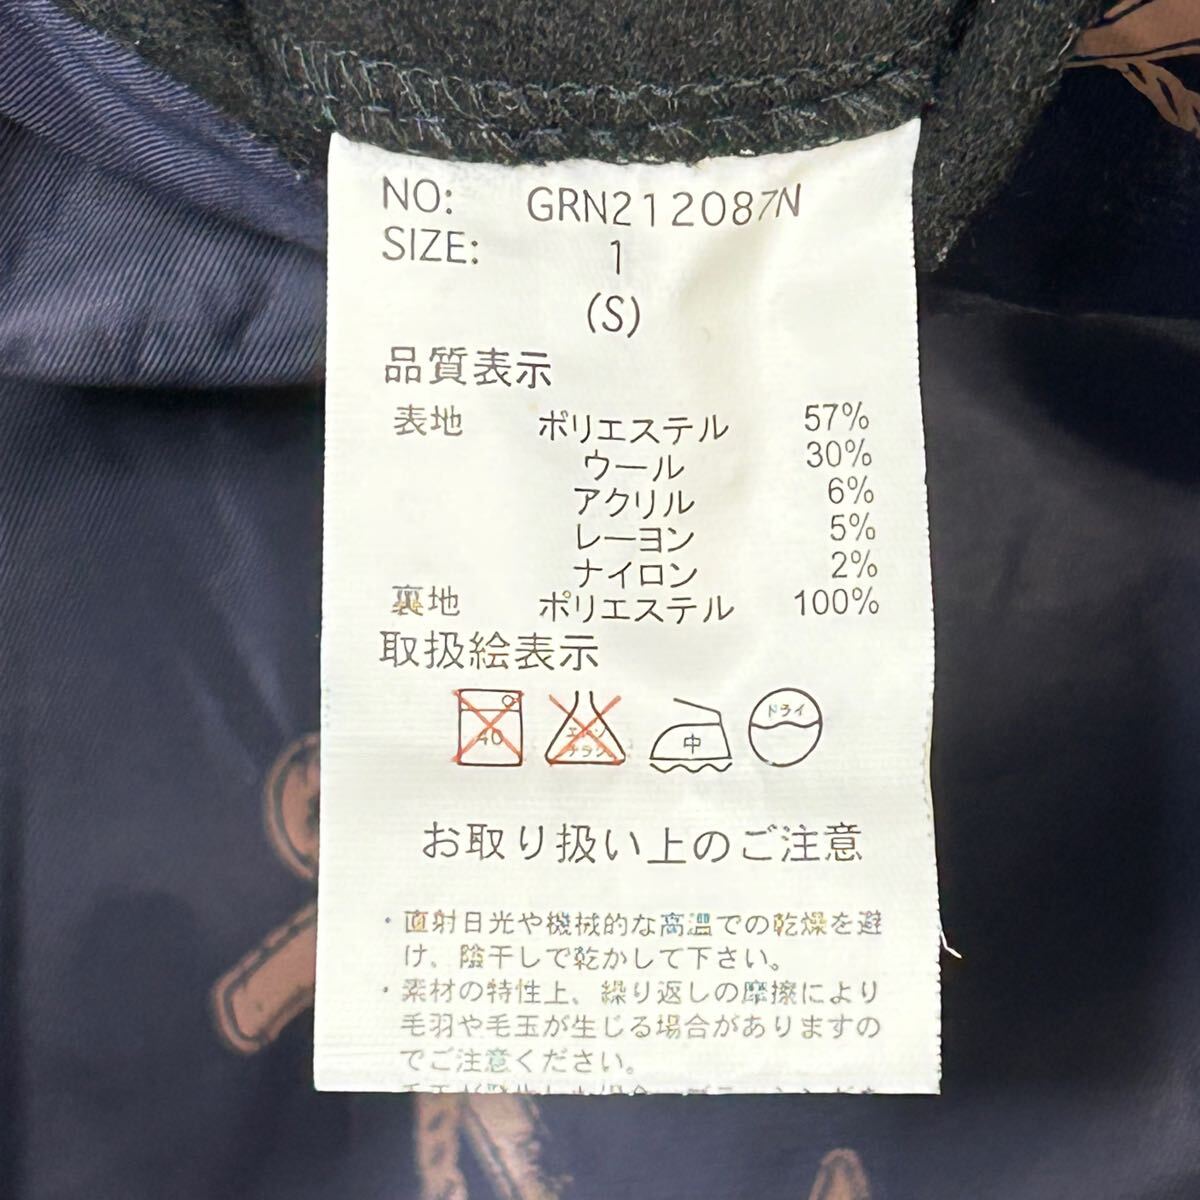 NO: GRN212087N
SIZE: 1
(S)
品質表示
表地 ポリエステル 57%
ウール 30%
アクリル 6%
レーヨン 5%
ナイロン 2%
裏地 ポリエステル 100%
取扱絵表示
40
エンソ
サラシ
中
ドライ
お取り扱い上のご注意
・直射日光や機械的な高温での乾燥を避
け、陰干しで乾かして下さい。
・素材の特性上、繰り返しの摩擦により
毛羽や毛玉が生じる場合がありますの
でご注意ください。